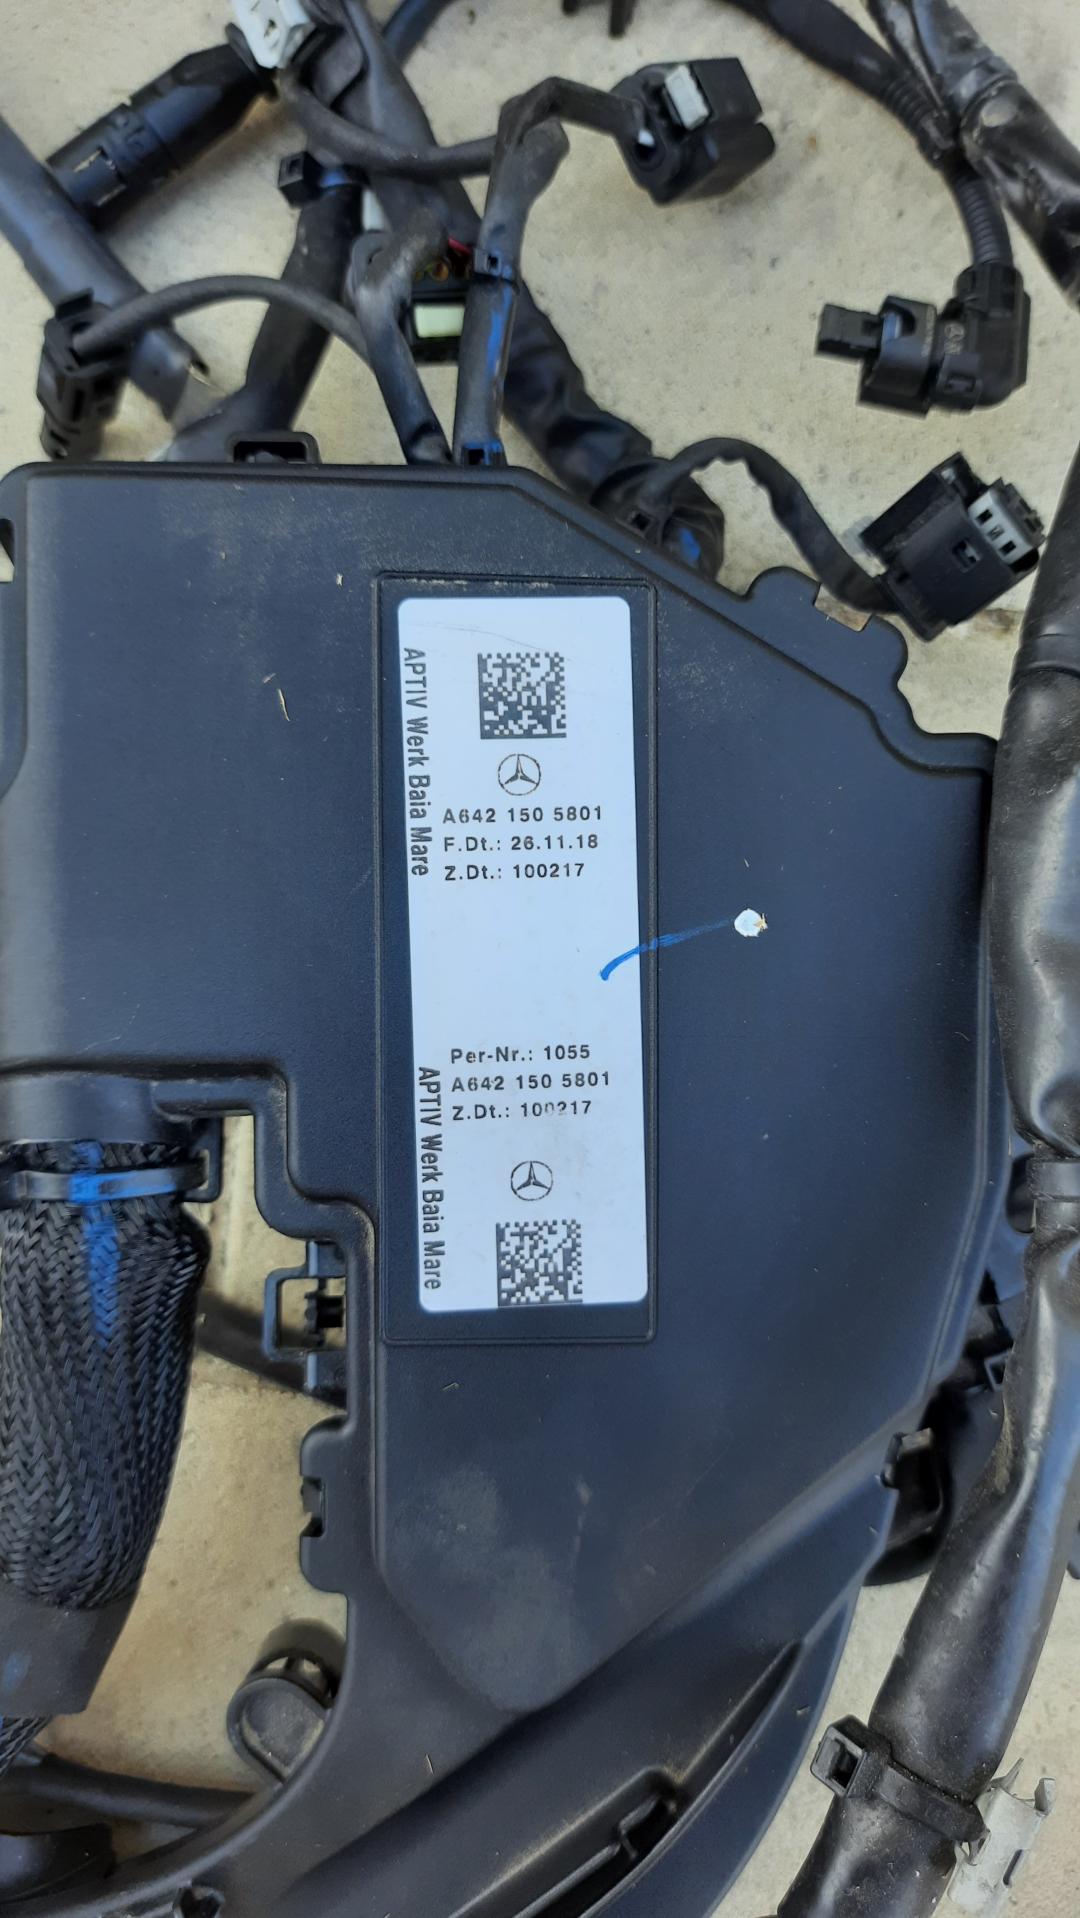 APTIV Werk Baia Mare
A642 150 5801
F.Dt.: 26.11.18
Z.Dt.: 100217
Per-Nr.: 1055
A642 150 5801
Z.Dt.: 100217
APTIV Werk Baia Mare